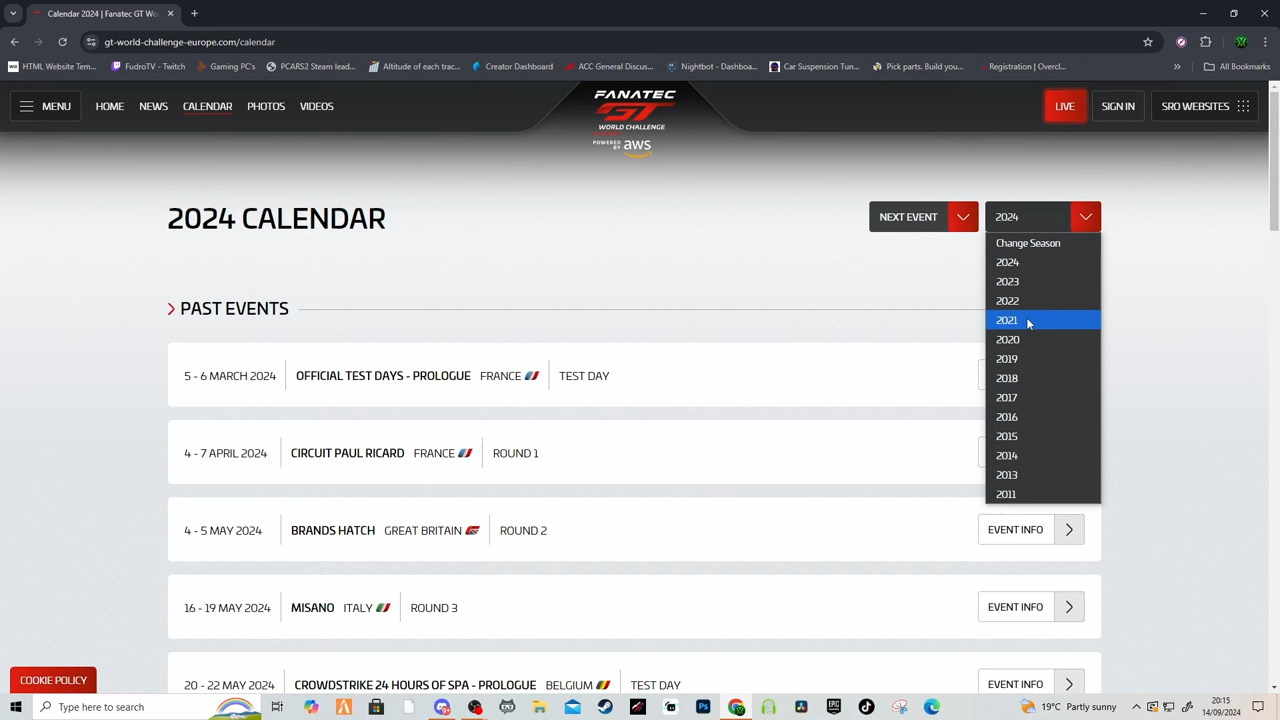 Calendar 2024 | Fanatec GT Wo
gt-world-challenge-europe.com/calendar
HTML Website Tem...
FudroTV - Twitch
Gaming PC's
PCARS2 Steam lead...
Altitude of each trac...
Creator Dashboard
ACC General Discus...
Nightbot - Dashboa...
Car Suspension Tun...
Pick parts. Build you...
Registration | Overcl...
All Bookmarks
MENU
HOME
NEWS
CALENDAR
PHOTOS
VIDEOS
FANATEC
GT
WORLD CHALLENGE
POWERED BY aws
LIVE
SIGN IN
SRO WEBSITES
2024 CALENDAR
NEXT EVENT
2024
Change Season
2024
2023
2022
2021
2020
2019
2018
2017
2016
2015
2014
2013
2011
PAST EVENTS
5 - 6 MARCH 2024 OFFICIAL TEST DAYS - PROLOGUE FRANCE TEST DAY
4 - 7 APRIL 2024 CIRCUIT PAUL RICARD FRANCE ROUND 1
4 - 5 MAY 2024 BRANDS HATCH GREAT BRITAIN ROUND 2 EVENT INFO
16 - 19 MAY 2024 MISANO ITALY ROUND 3 EVENT INFO
20 - 22 MAY 2024 CROWDSTRIKE 24 HOURS OF SPA - PROLOGUE BELGIUM TEST DAY EVENT INFO
COOKIE POLICY
Type here to search
19°C Partly sunny
20:15
14/09/2024